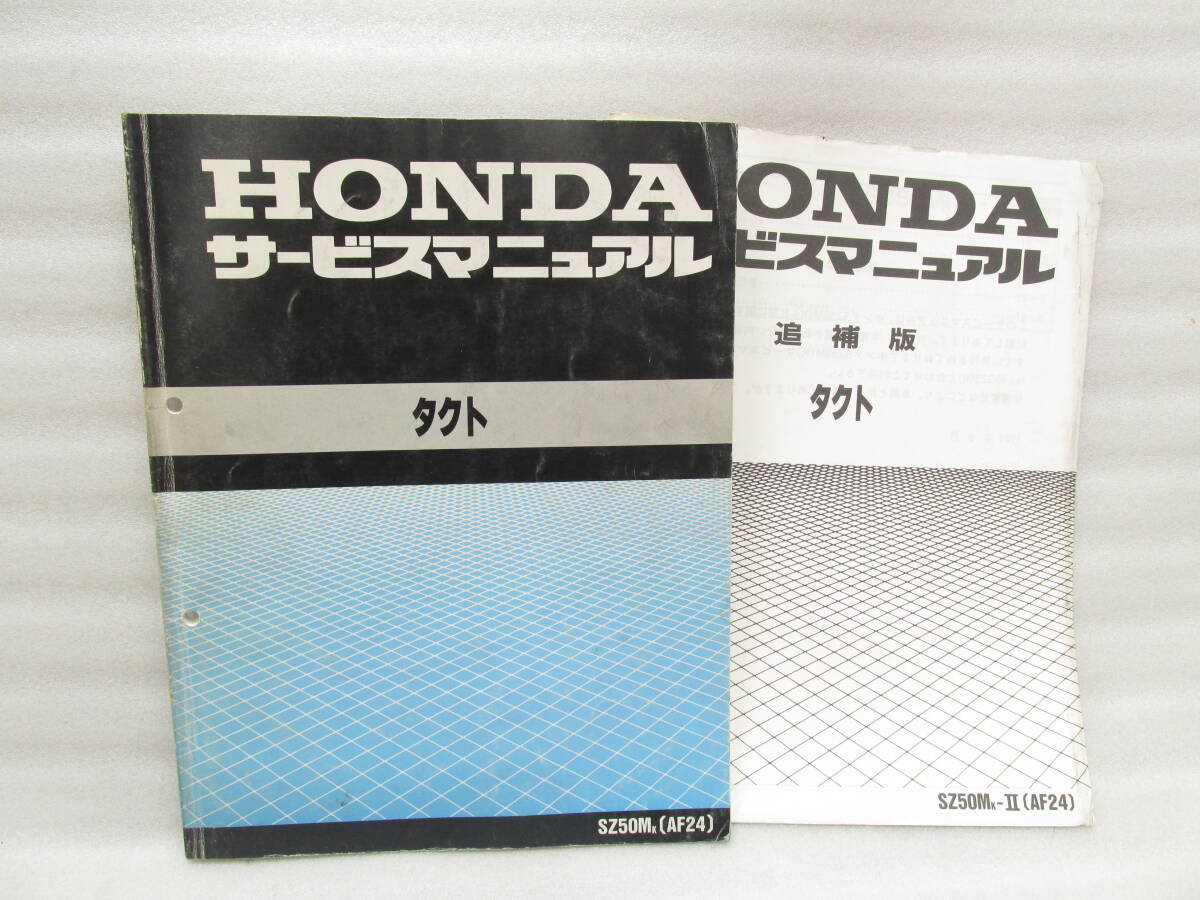 HONDA
サービスマニュアル
タクト
SZ50MK(AF24)
ONDA
ビスマニュアル
追補版
タクト
SZ50MK-II(AF24)